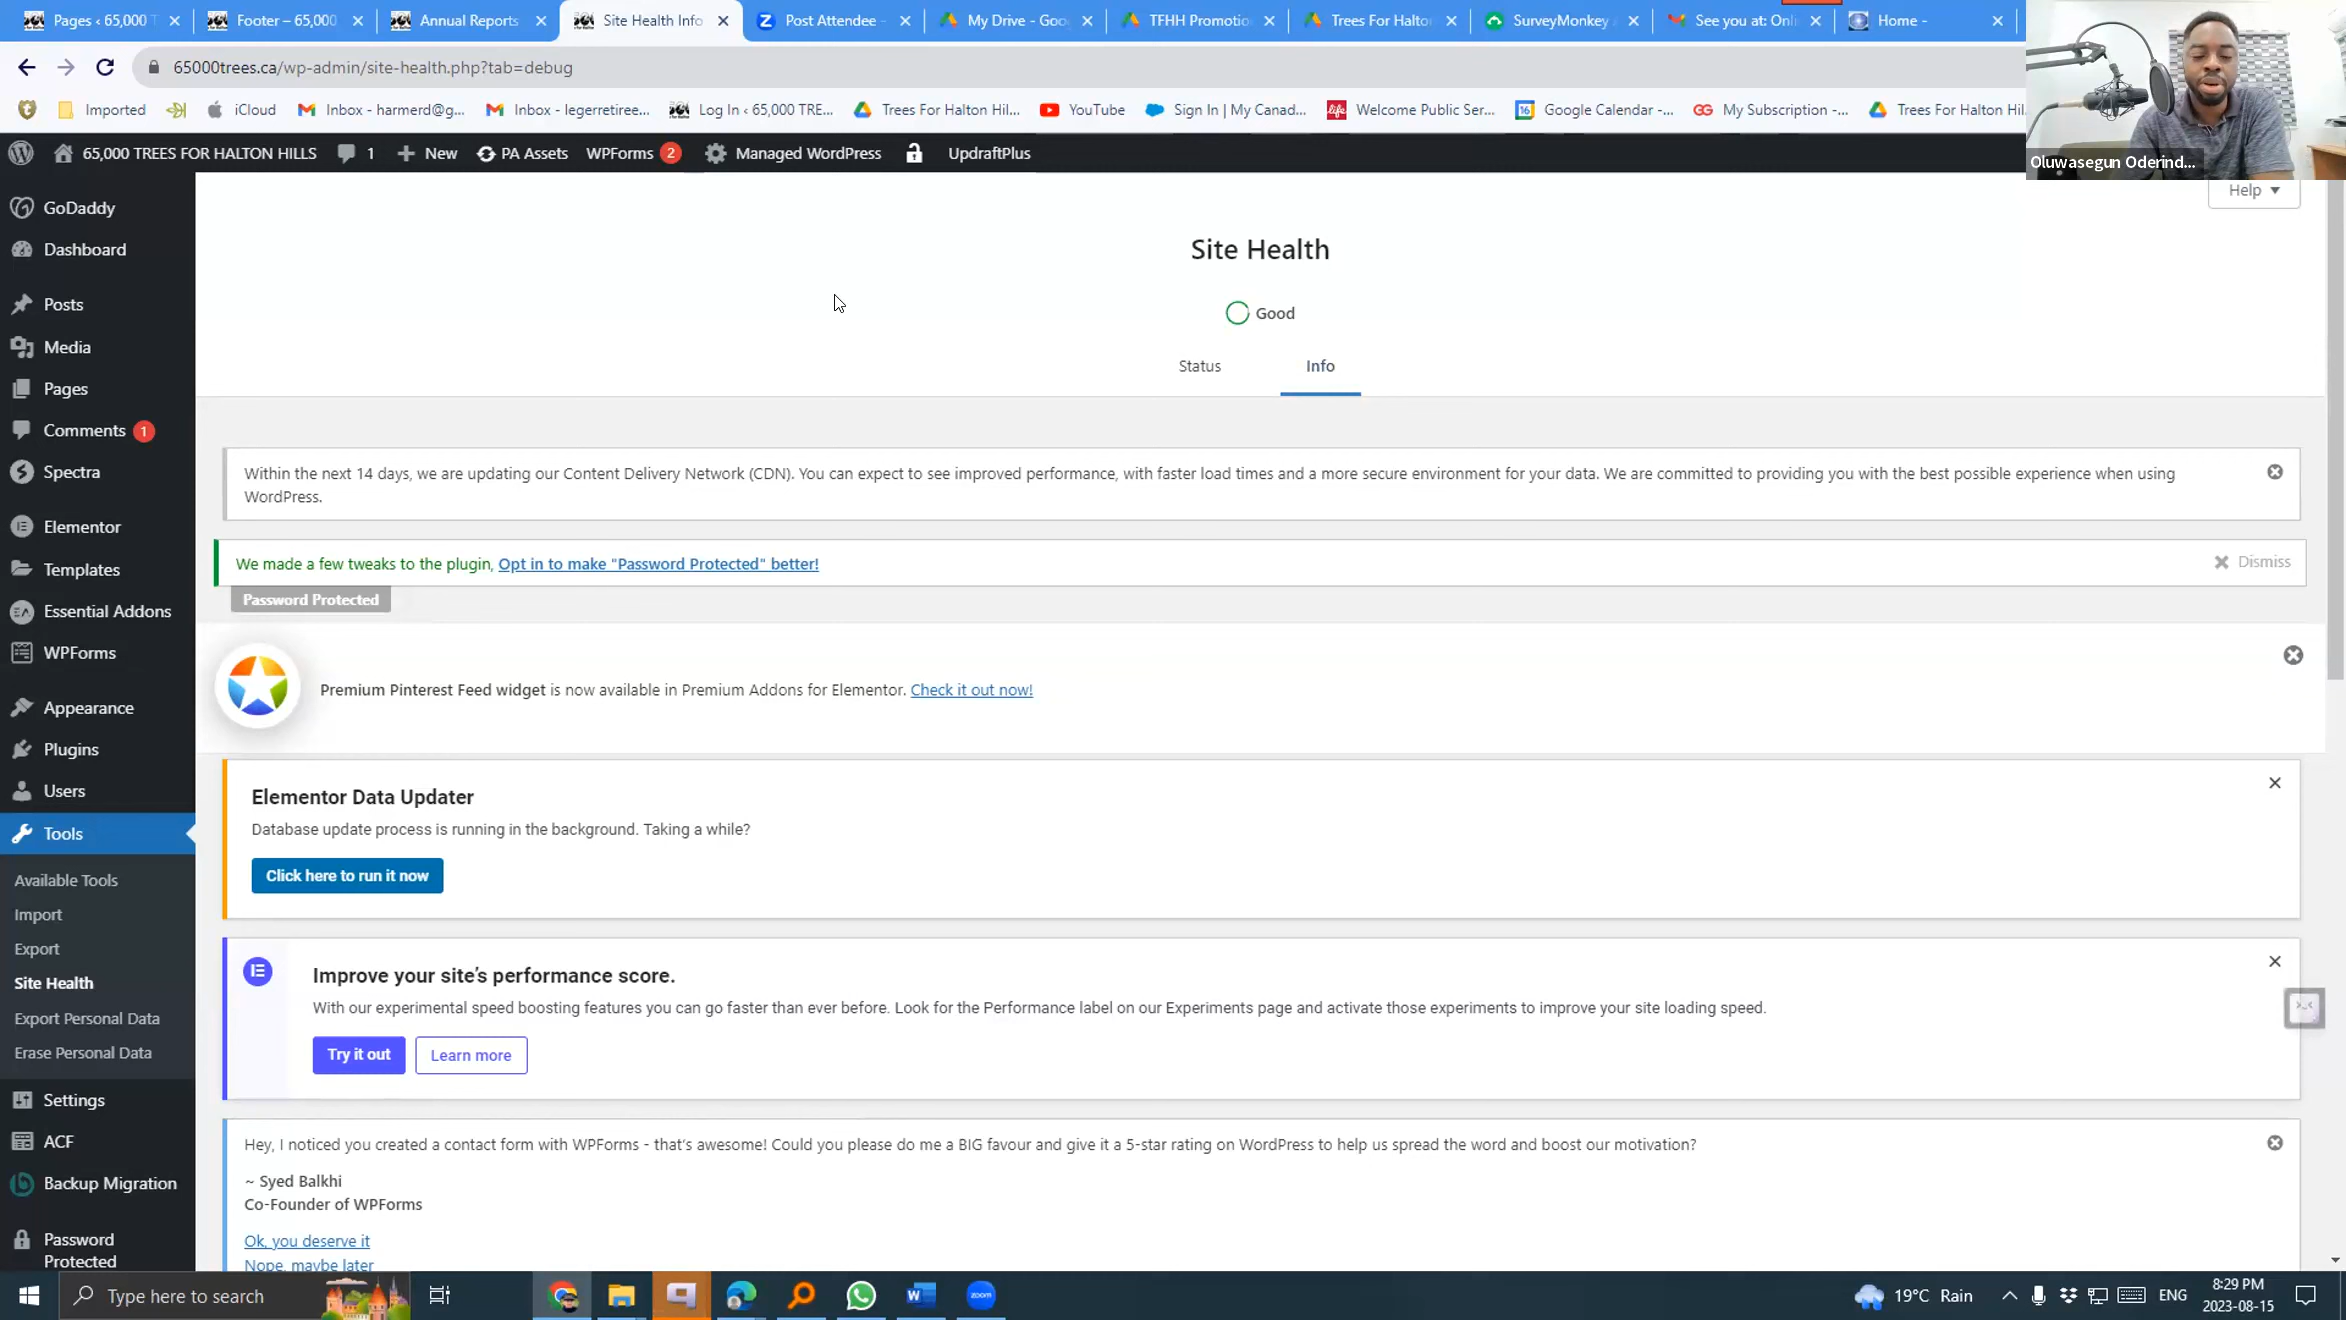 Pages ‹ 65,000 T
Footer – 65,000
Annual Reports
Site Health Info
Post Attendee -
My Drive - Goo
TFHH Promotio
Trees For Halto
SurveyMonkey
See you at: Onl
Home -
65000trees.ca/wp-admin/site-health.php?tab=debug
Imported
iCloud
Inbox - harmerd@g...
Inbox - legerretiree...
Log In ‹ 65,000 TRE...
Trees For Halton Hil...
YouTube
Sign In | My Canad...
Welcome Public Ser...
Google Calendar -...
My Subscription -...
Trees For Halton Hil
Oluwasegun Oderind...
65,000 TREES FOR HALTON HILLS
1
New
PA Assets
WPForms 2
Managed WordPress
UpdraftPlus
Help
GoDaddy
Dashboard
Posts
Media
Pages
Comments 1
Spectra
Elementor
Templates
Essential Addons
WPForms
Appearance
Plugins
Users
Tools
Available Tools
Import
Export
Site Health
Export Personal Data
Erase Personal Data
Settings
ACF
Backup Migration
Password
Protected
Site Health
Good
Status
Info
Within the next 14 days, we are updating our Content Delivery Network (CDN). You can expect to see improved performance, with faster load times and a more secure environment for your data. We are committed to providing you with the best possible experience when using
WordPress.
We made a few tweaks to the plugin, Opt in to make "Password Protected" better!
Dismiss
Password Protected
Premium Pinterest Feed widget is now available in Premium Addons for Elementor. Check it out now!
Elementor Data Updater
Database update process is running in the background. Taking a while?
Click here to run it now
Improve your site's performance score.
With our experimental speed boosting features you can go faster than ever before. Look for the Performance label on our Experiments page and activate those experiments to improve your site loading speed.
Try it out
Learn more
Hey, I noticed you created a contact form with WPForms - that's awesome! Could you please do me a BIG favour and give it a 5-star rating on WordPress to help us spread the word and boost our motivation?
~ Syed Balkhi
Co-Founder of WPForms
Ok, you deserve it
Nope, maybe later
Type here to search
zoom
19°C Rain
ENG
8:29 PM
2023-08-15